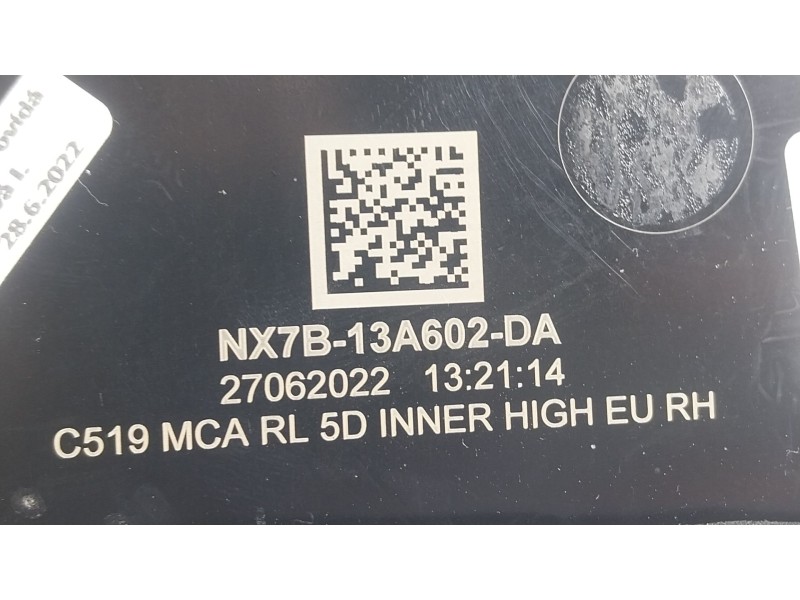 28.6.2022
NX7B-13A602-DA
27062022 13:21:14
C519 MCA RL 5D INNER HIGH EU RH